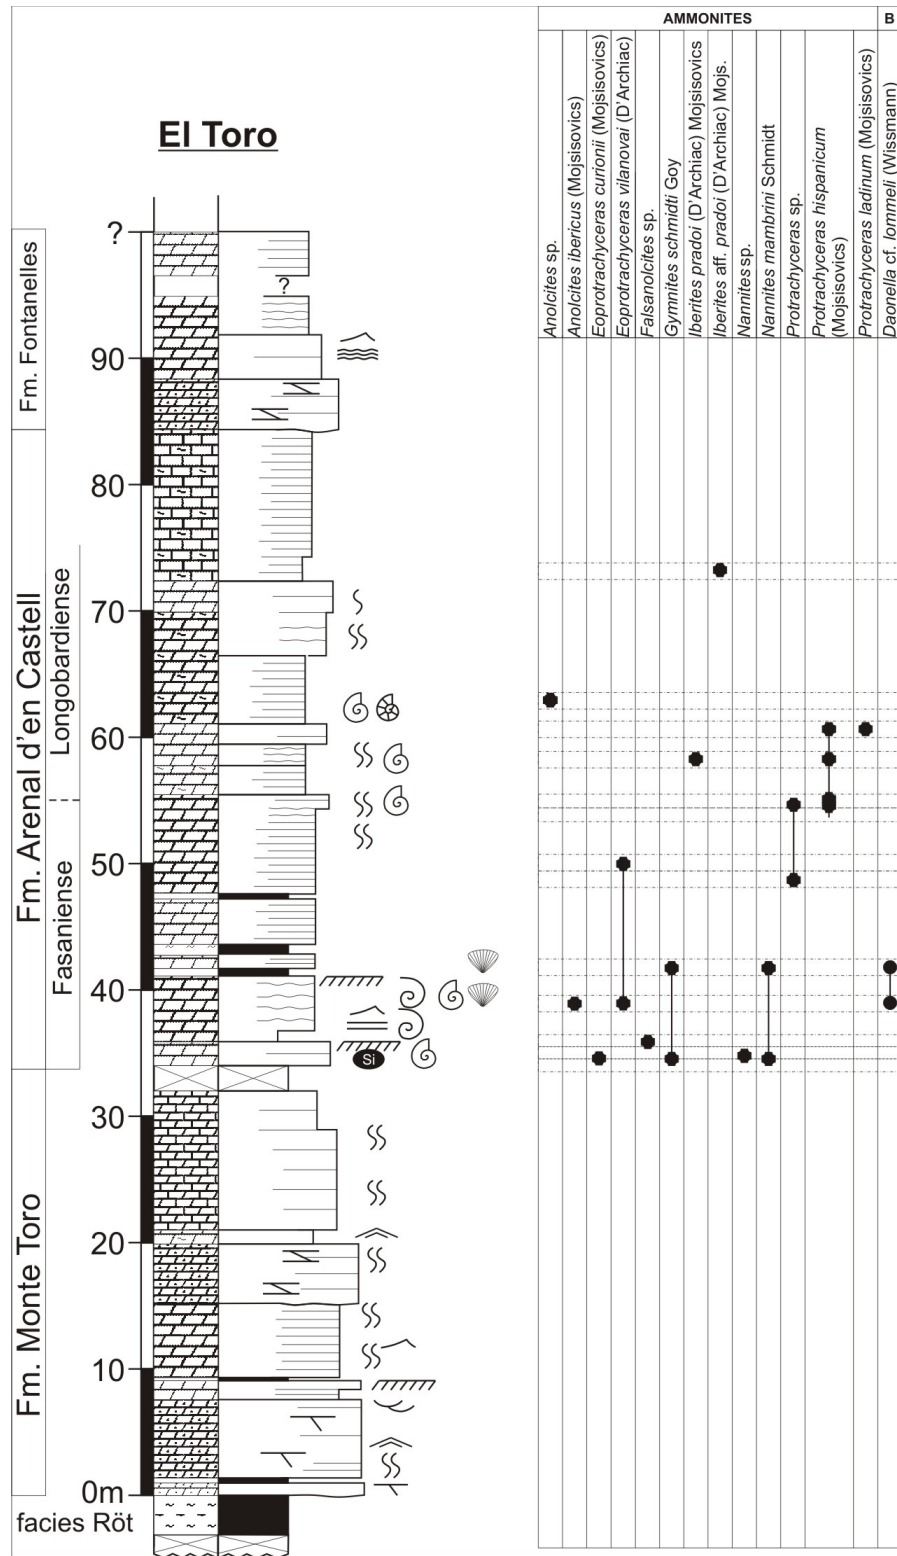 AMMONITES
B
El Toro
Anolcites sp.
Anolcites ibericus (Mojsisovics)
Eoprotrachyceras curionii (Mojsisovics)
Eoprotrachyceras vilanovai (D'Archiac)
Falsanolcites sp.
Gymnites schmidti Goy
Iberites pradoi (D'Archiac) Mojsisovics
Iberites aff. pradoi (D'Archiac) Mojs.
Nannites sp.
Nannites mambrini Schmidt
Protrachyceras sp.
Protrachyceras hispanicum
(Mojsisovics)
Protrachyceras ladinum (Mojsisovics)
Daonella cf. lommeli (Wissmann)
Fm. Fontanelles
Fm. Arenal d'en Castell
Longobardiense
Fasaniense
Fm. Monte Toro
facies Röt
?
?
90
80
70
60
50
40
Si
30
20
10
0m